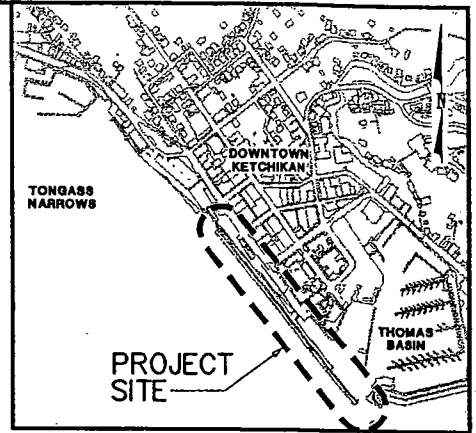 N
DOWNTOWN
KETCHIKAN
TONGASS
NARROWS
THOMAS
BASIN
PROJECT
SITE